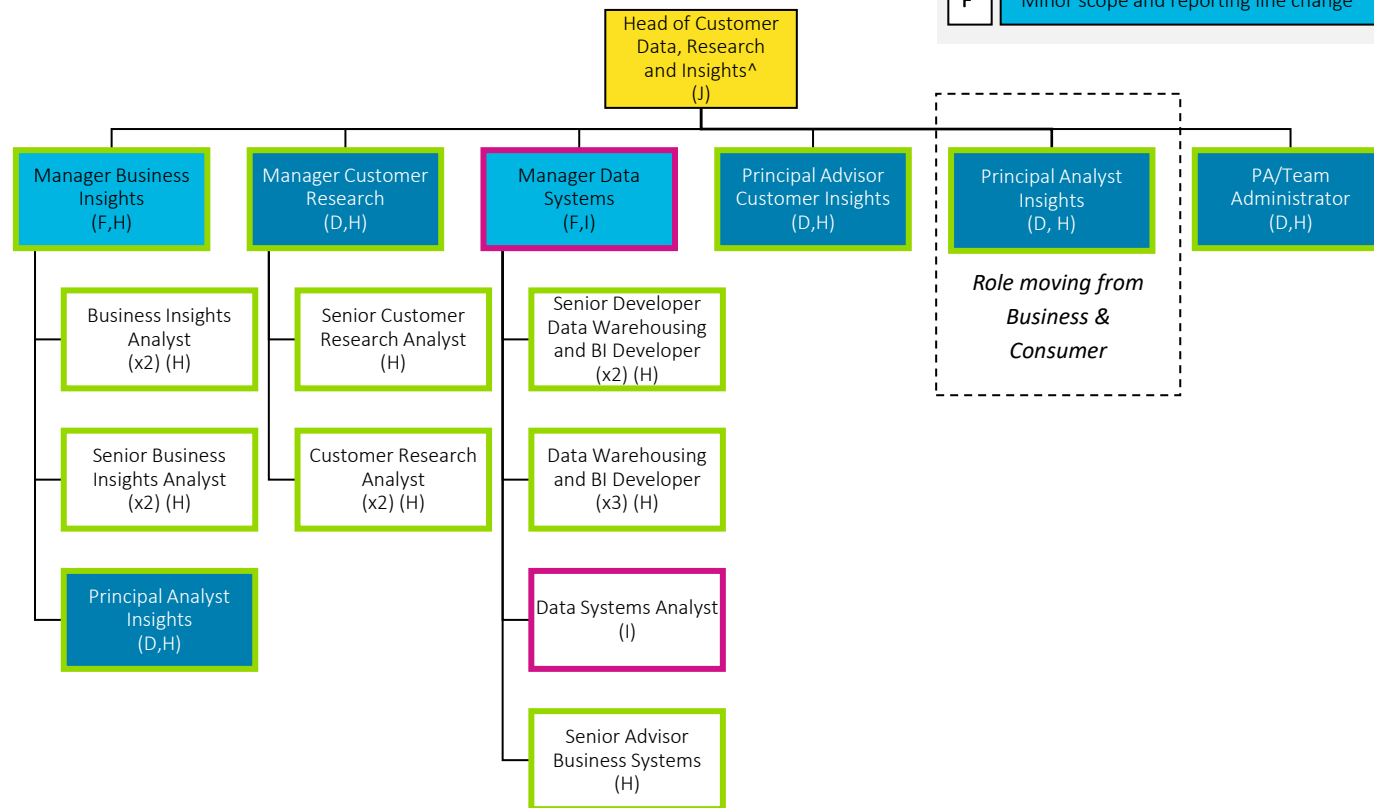 F Minor scope and reporting line change
Head of Customer
Data, Research
and Insights^
(J)
Manager Business
Insights
(F,H)
Manager Customer
Research
(D,H)
Manager Data
Systems
(F,I)
Principal Advisor
Customer Insights
(D,H)
Principal Analyst
Insights
(D, H)
PA/Team
Administrator
(D,H)
Role moving from
Business &
Consumer
Business Insights
Analyst
(x2) (H)
Senior Customer
Research Analyst
(H)
Senior Developer
Data Warehousing
and BI Developer
(x2) (H)
Senior Business
Insights Analyst
(x2) (H)
Customer Research
Analyst
(x2) (H)
Data Warehousing
and BI Developer
(x3) (H)
Principal Analyst
Insights
(D,H)
Data Systems Analyst
(I)
Senior Advisor
Business Systems
(H)